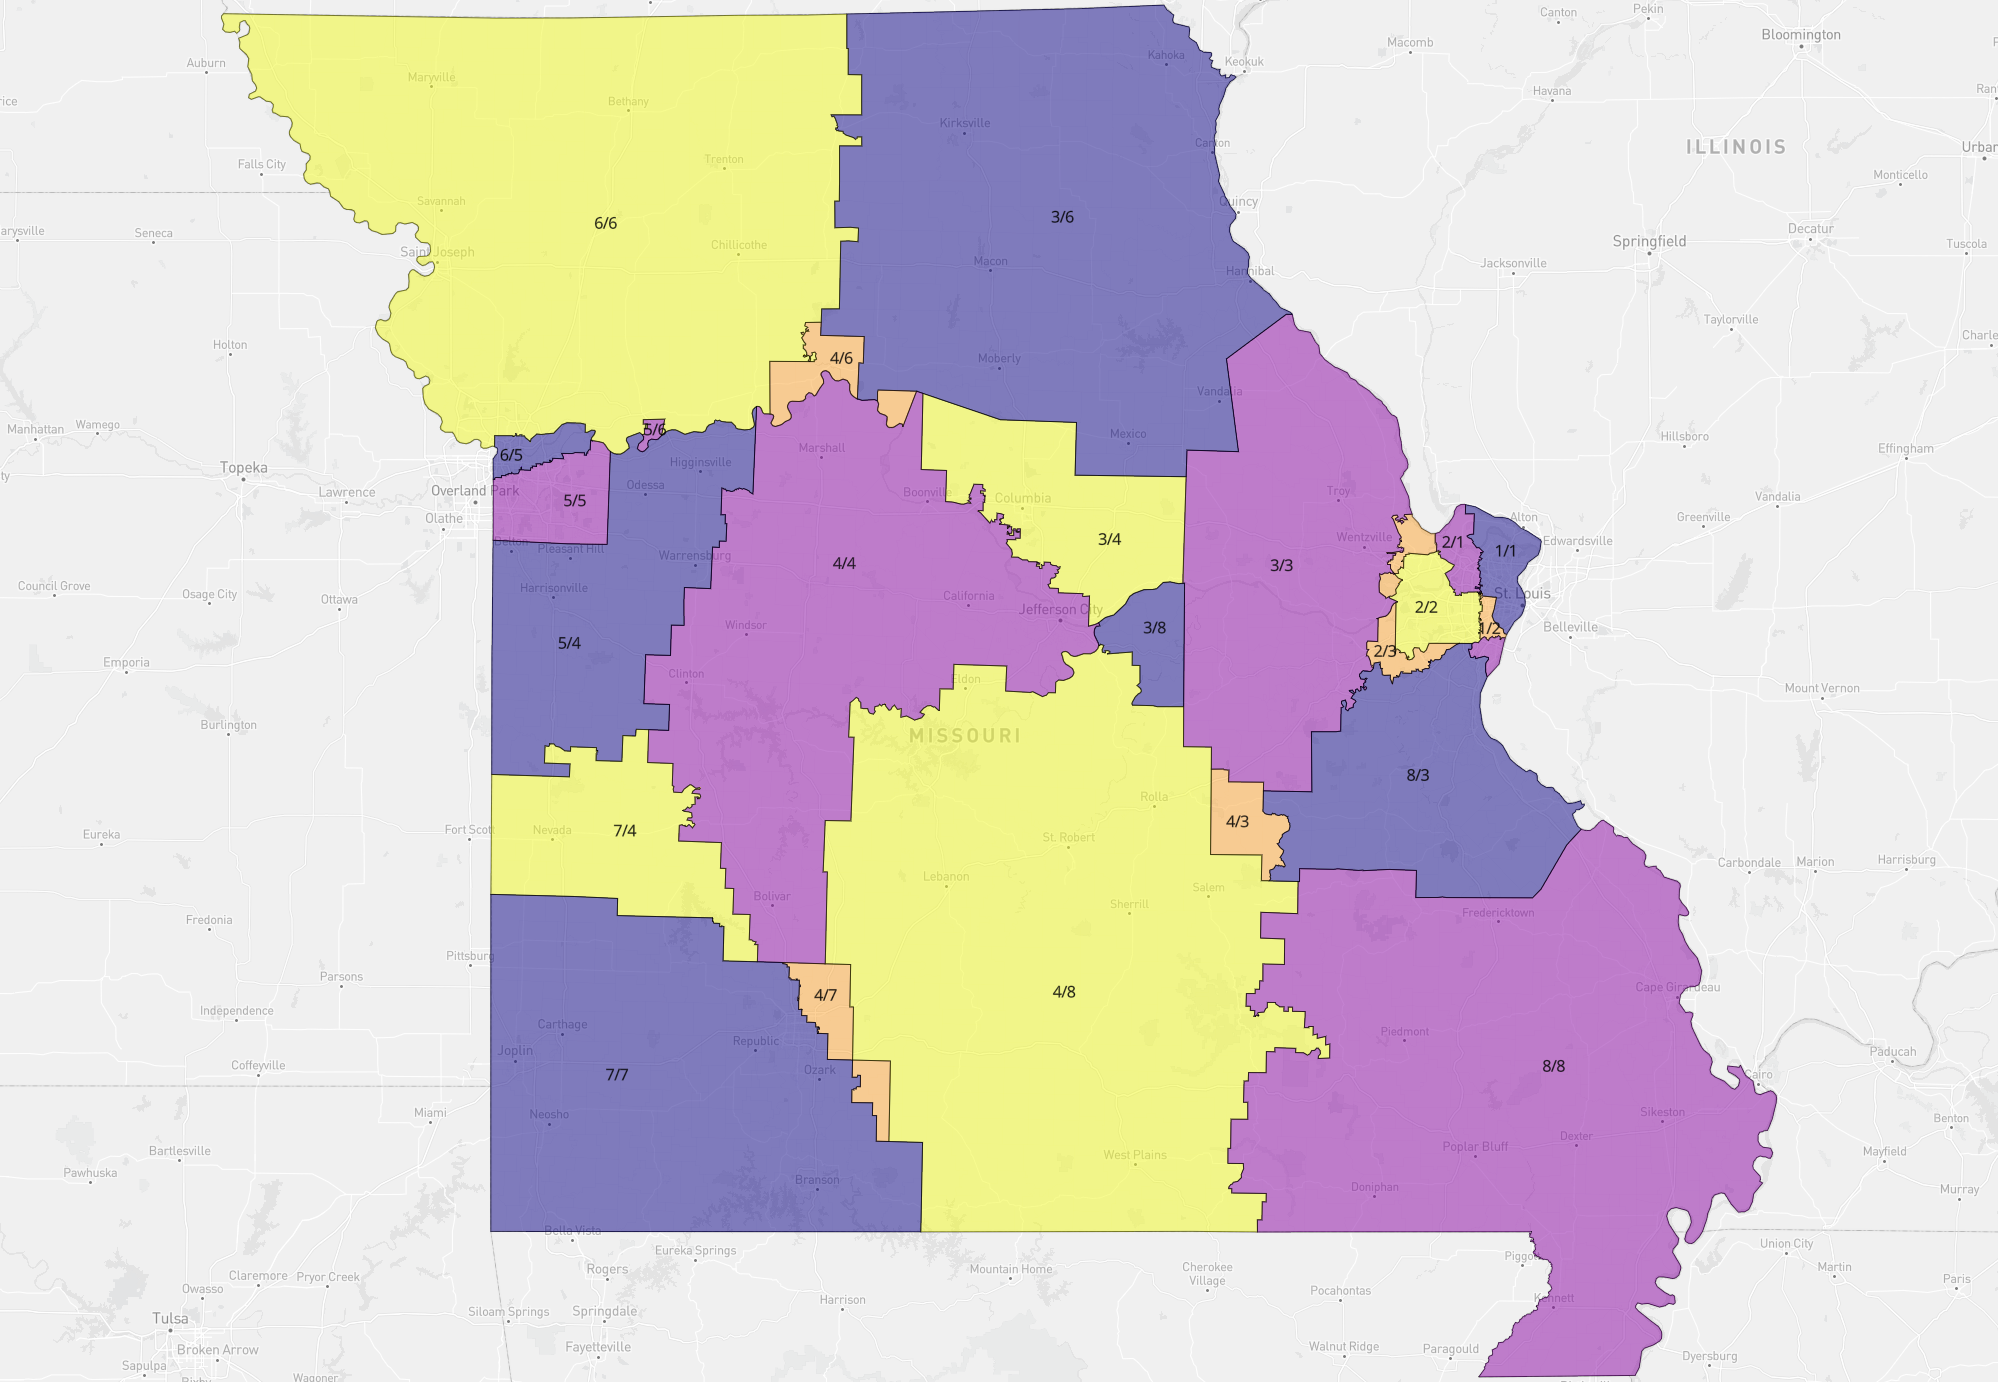 Canton
Pekin
Bloomington
Macomb
Auburn
Kahoka
Keokuk
Maryville
Havana
Bethany
Kirksville
ILLINOIS
Canton
Falls City
Trenton
Monticello
Savannah
Quincy
6/6
3/6
Decatur
Seneca
Springfield
Tuscola
Saint Joseph
Chillicothe
Macon
Jacksonville
Hannibal
Taylorville
Holton
Moberly
4/6
Vandalia
Manhattan
Wamego
5/6
Mexico
Hillsboro
Effingham
Marshall
6/5
Topeka
Higginsville
Overland Park
Lawrence
Odessa
Boonville
Columbia
Troy
Vandalia
5/5
Olathe
Alton
Greenville
Wentzville
3/4
2/1
Edwardsville
Belton
Pleasant Hill
1/1
Warrensburg
4/4
3/3
Council Grove
Harrisonville
St. Louis
Osage City
Ottawa
California
Jefferson City
2/2
Windsor
3/8
1/2
Belleville
5/4
2/3
Emporia
Clinton
Eldon
Mount Vernon
Burlington
MISSOURI
8/3
Rolla
4/3
Eureka
Fort Scott
Nevada
7/4
St. Robert
Carbondale
Marion
Harrisburg
Lebanon
Salem
Bolivar
Sherrill
Fredericktown
Fredonia
Pittsburg
Parsons
4/7
4/8
Cape Girardeau
Independence
Carthage
Piedmont
Joplin
Republic
Paducah
Coffeyville
Ozark
7/7
8/8
Cairo
Miami
Neosho
Sikeston
Benton
Dexter
Bartlesville
West Plains
Poplar Bluff
Mayfield
Pawhuska
Branson
Doniphan
Murray
Bella Vista
Eureka Springs
Union City
Rogers
Mountain Home
Cherokee
Village
Martin
Claremore
Pryor Creek
Paris
Owasso
Pocahontas
Kennett
Harrison
Siloam Springs
Springdale
Tulsa
Fayetteville
Walnut Ridge
Paragould
Broken Arrow
Dyersburg
Sapulpa
Wagoner